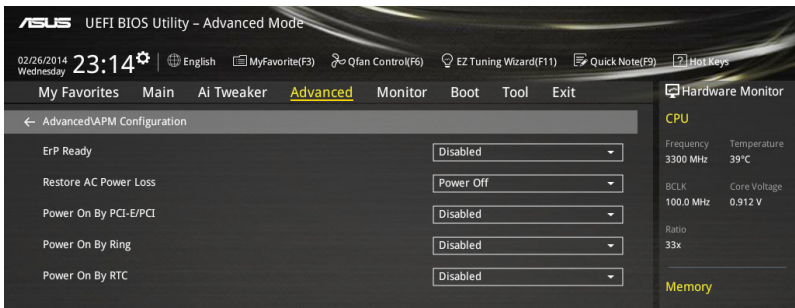 ASUS UEFI BIOS Utility – Advanced Mode
02/26/2014
Wednesday
23:14
English
MyFavorite(F3)
Qfan Control(F6)
EZ Tuning Wizard(F11)
Quick Note(F9)
? Hot Keys
My Favorites Main Ai Tweaker Advanced Monitor Boot Tool Exit
← Advanced\APM Configuration
ErP Ready Disabled
Restore AC Power Loss Power Off
Power On By PCI-E/PCI Disabled
Power On By Ring Disabled
Power On By RTC Disabled
Hardware Monitor
CPU
Frequency Temperature
3300 MHz 39°C
BCLK Core Voltage
100.0 MHz 0.912 V
Ratio
33x
Memory